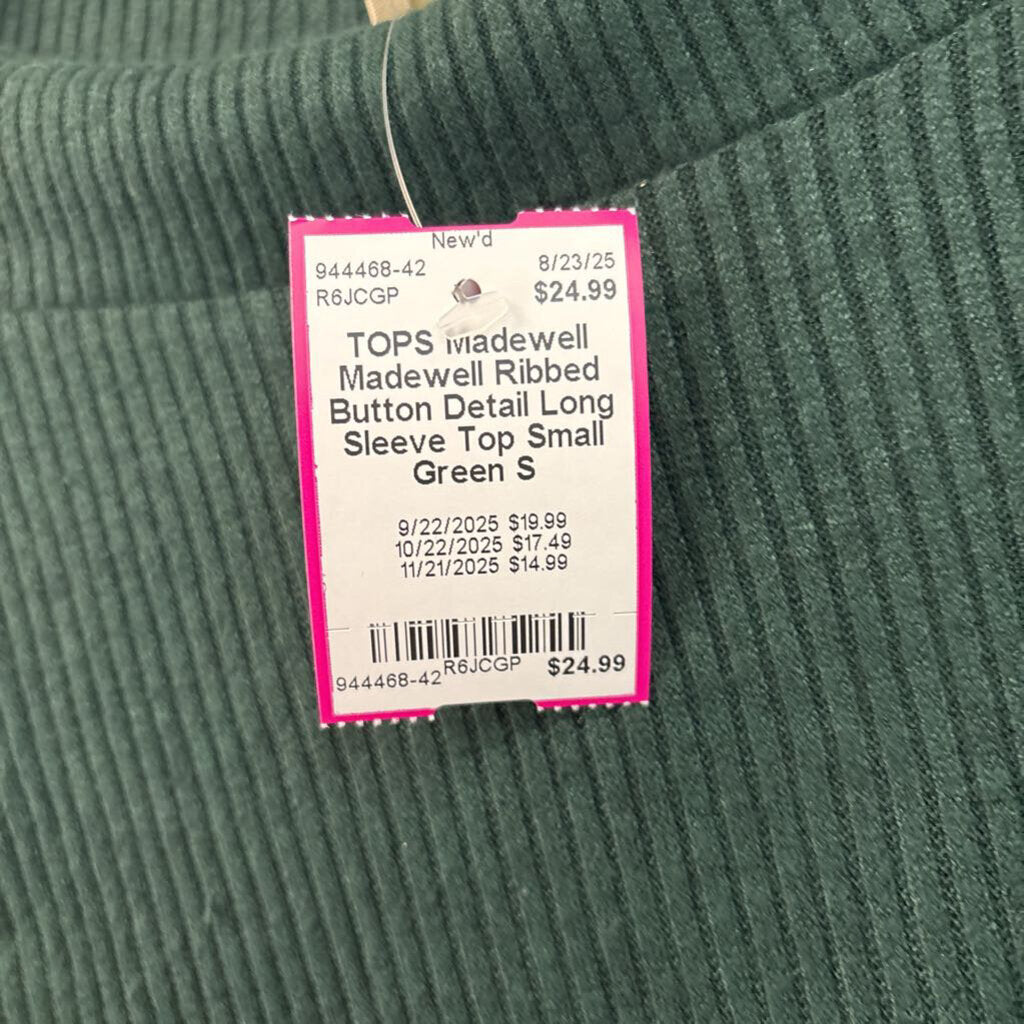 New'd
944468-42 8/23/25
R6JCGP $24.99
TOPS Madewell
Madewell Ribbed
Button Detail Long
Sleeve Top Small
Green S
9/22/2025 $19.99
10/22/2025 $17.49
11/21/2025 $14.99
944468-42 R6JCGP $24.99